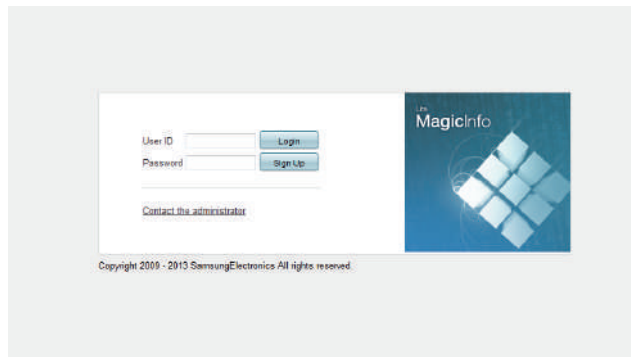 Lite
MagicInfo
User ID
Login
Password
Sign Up
Contact the administrator
Copyright 2009 - 2013 SamsungElectronics All rights reserved.